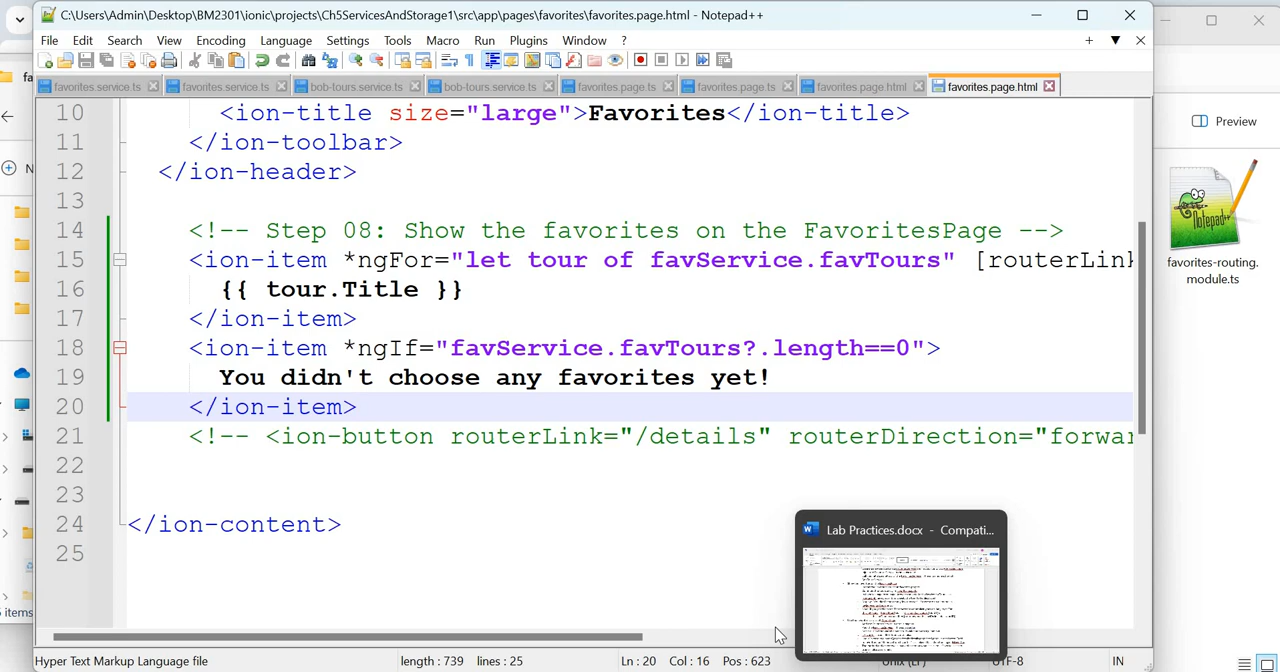 C:\Users\Admin\Desktop\BM2301\ionic\projects\Ch5ServicesAndStorage1\src\app\pages\favorites\favorites.page.html - Notepad++
File Edit Search View Encoding Language Settings Tools Macro Run Plugins Window ?
favorites.service.ts favorites.service.ts bob-tours.service.ts bob-tours.service.ts favorites.page.ts favorites.page.ts favorites.page.html favorites.page.html
fa
Preview
N
10 <ion-title size="large">Favorites</ion-title>
11 </ion-toolbar>
12 </ion-header>
13
14 <!-- Step 08: Show the favorites on the FavoritesPage -->
15 <ion-item *ngFor="let tour of favService.favTours" [routerLink
16 {{ tour.Title }}
17 </ion-item>
18 <ion-item *ngIf="favService.favTours?.length==0">
19 You didn't choose any favorites yet!
20 </ion-item>
21 <!-- <ion-button routerLink="/details" routerDirection="forwar
22
23
24 </ion-content>
25
favorites-routing.
module.ts
Lab Practices.docx - Compati...
items
Hyper Text Markup Language file length : 739 lines : 25 Ln : 20 Col : 16 Pos : 623 Unix (LF) UTF-8 IN